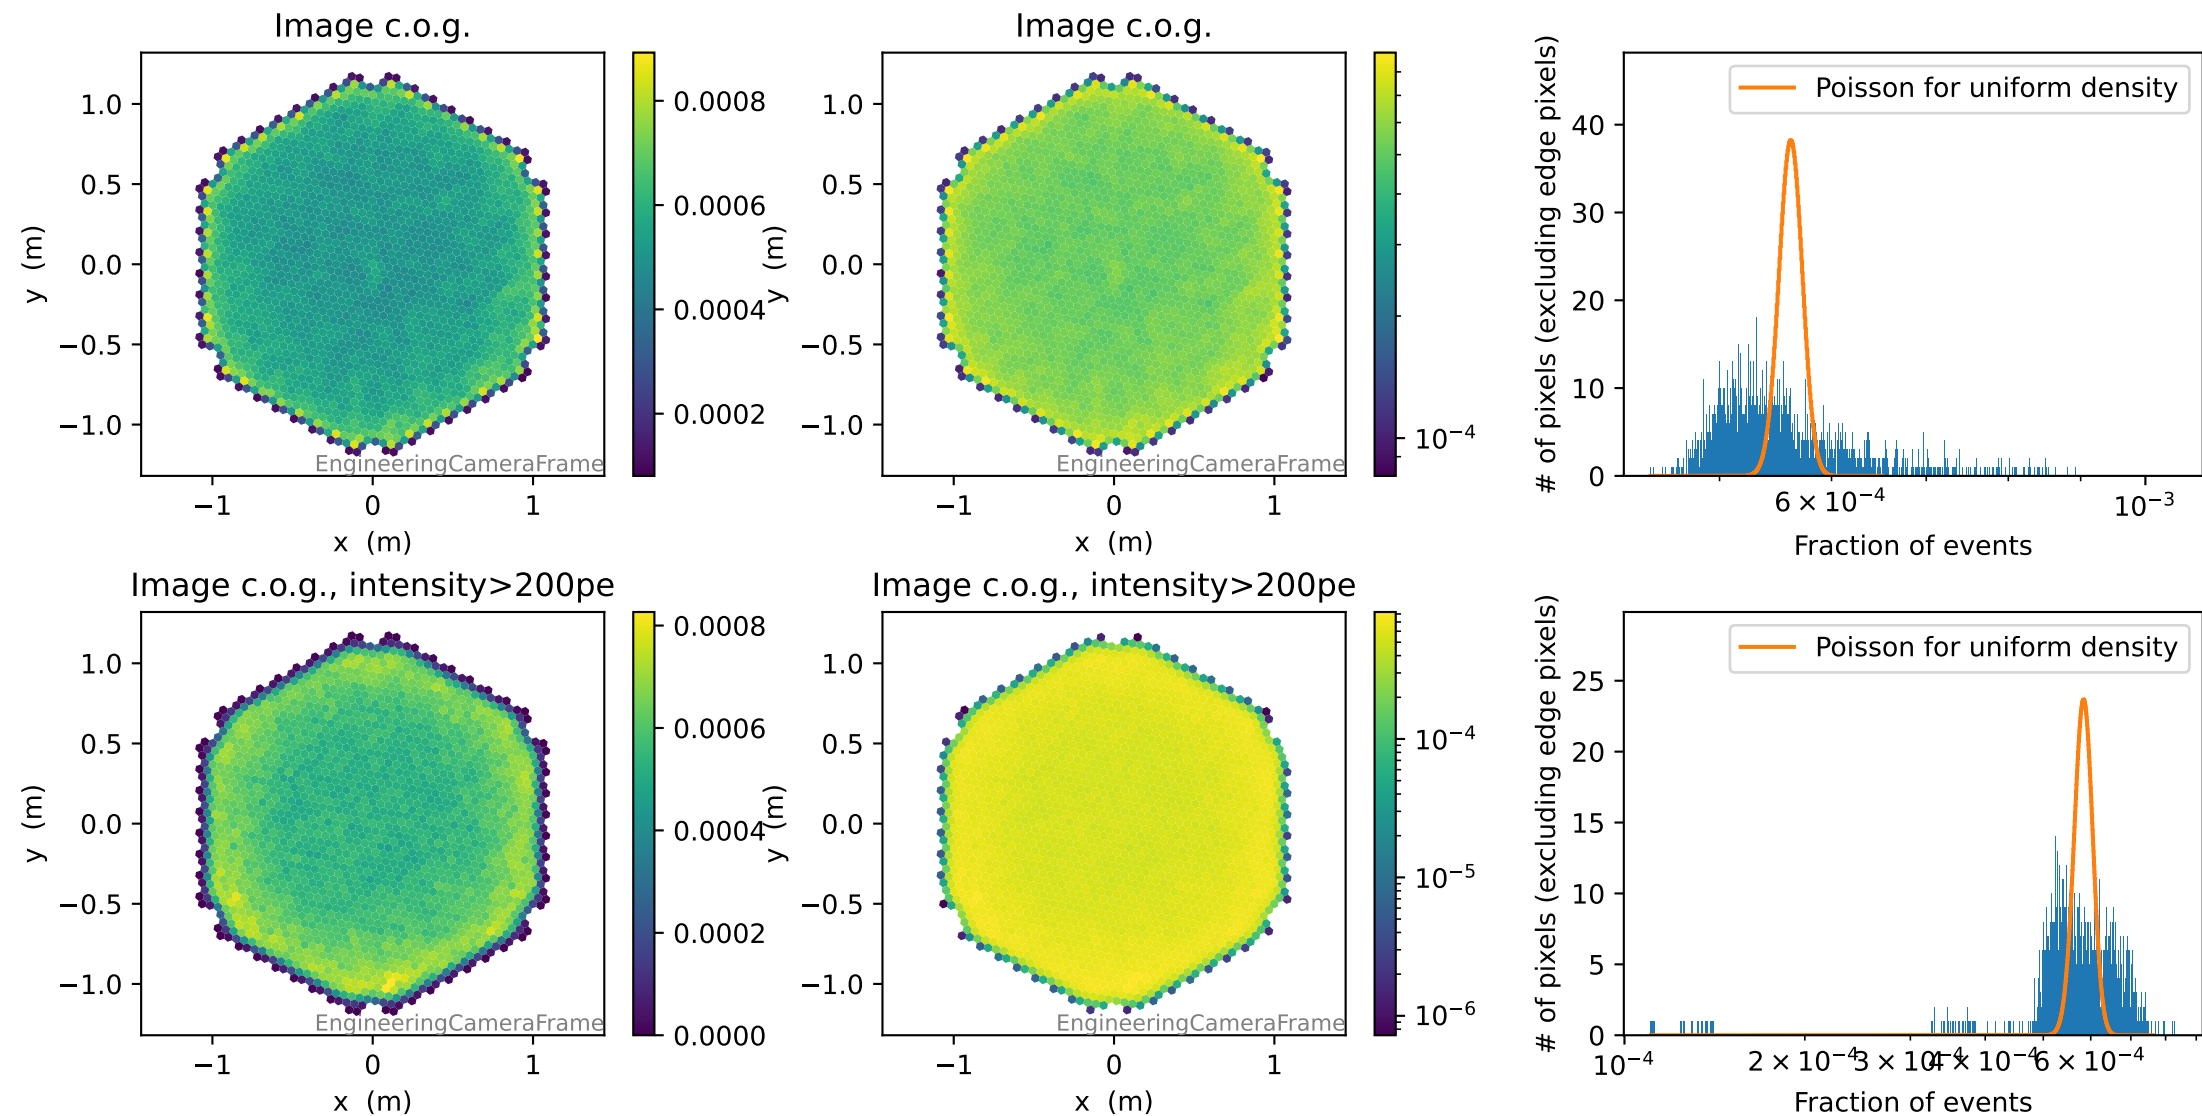 Image c.o.g.
y (m)
1.0
0.5
0.0
−0.5
−1.0
−1
0
1
x (m)
EngineeringCameraFrame
0.0008
0.0006
0.0004
0.0002
Image c.o.g.
y (m)
1.0
0.5
0.0
−0.5
−1.0
−1
0
1
x (m)
EngineeringCameraFrame
10⁻⁴
# of pixels (excluding edge pixels)
40
30
20
10
0
Poisson for uniform density
6 × 10⁻⁴
10⁻³
Fraction of events
Image c.o.g., intensity>200pe
y (m)
1.0
0.5
0.0
−0.5
−1.0
−1
0
1
x (m)
EngineeringCameraFrame
0.0008
0.0006
0.0004
0.0002
0.0000
Image c.o.g., intensity>200pe
y (m)
1.0
0.5
0.0
−0.5
−1.0
−1
0
1
x (m)
EngineeringCameraFrame
10⁻⁴
10⁻⁵
10⁻⁶
# of pixels (excluding edge pixels)
25
20
15
10
5
0
Poisson for uniform density
10⁻⁴
2 × 10⁻⁴
3 × 10⁻⁴
4 × 10⁻⁴
6 × 10⁻⁴
Fraction of events